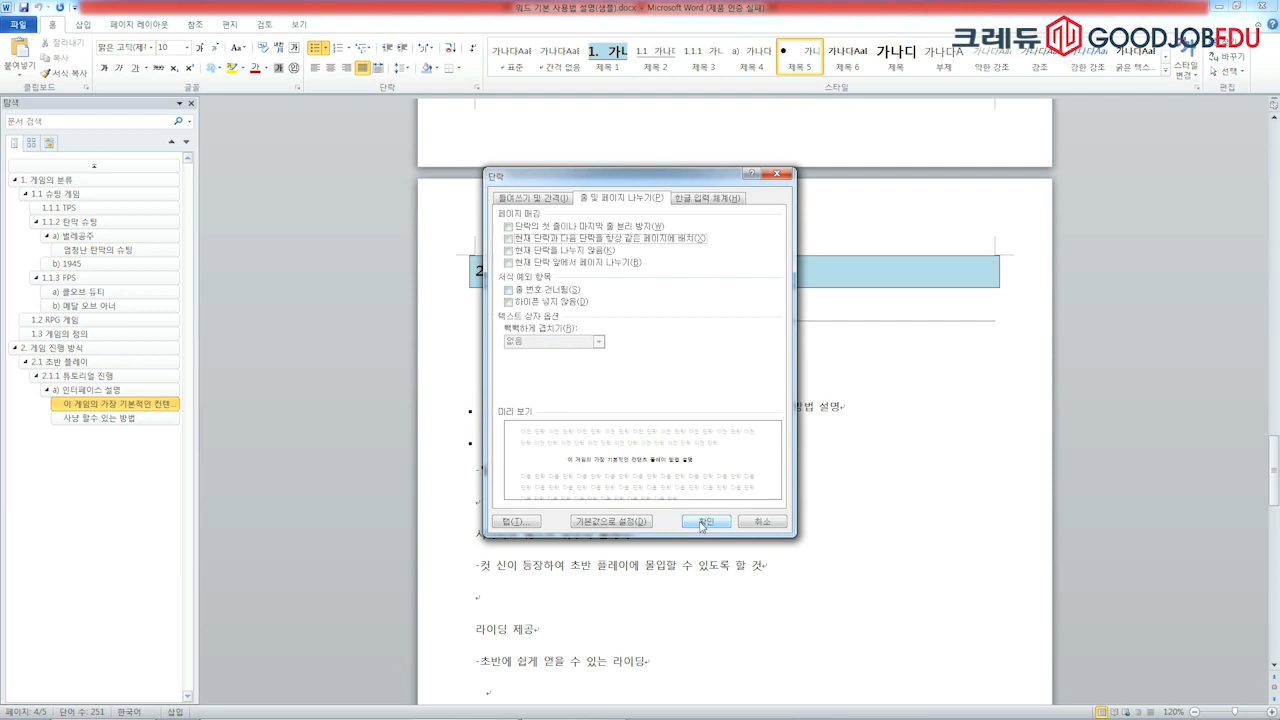 워드 기본 사용법 설명(샘플).docx - Microsoft Word (제품 인증 실패)
파일 홈 삽입 페이지 레이아웃 참조 편지 검토 보기
크레듀 GOODJOBEDU
붙여넣기
잘라내기
복사
서식 복사
클립보드
맑은 고딕(제목) 10
글꼴
단락
가나다AaI 가나다AaI 1. 가니 1.1 가나다 1.1.1 가나 a) 가나다 가니 가나다Aa 가나디 가나다A
표준 간격 없음 제목 1 제목 2 제목 3 제목 4 제목 5 제목 6 제목 부제 약한 강조 강조 강한 강조 굵은 텍스...
스타일
스타일 변경
바꾸기
선택
편집
탐색
문서 검색
1. 게임의 분류
1.1 슈팅 게임
1.1.1 TPS
1.1.2 탄막 슈팅
a) 벌레공주
엄청난 탄막의 슈팅
b) 1945
1.1.3 FPS
a) 콜오브 듀티
b) 메달 오브 아너
1.2 RPG 게임
1.3 게임의 정의
2. 게임 진행 방식
2.1 초반 플레이
2.1.1 튜토리얼 진행
a) 인터페이스 설명
이 게임의 가장 기본적인 컨텐...
사냥 할수 있는 방법
단락
들여쓰기 및 간격(I) 줄 및 페이지 나누기(P) 한글 입력 체계(H)
페이지 매김
단락의 첫 줄이나 마지막 줄 분리 방지(W)
현재 단락과 다음 단락을 항상 같은 페이지에 배치(X)
현재 단락을 나누지 않음(K)
현재 단락 앞에서 페이지 나누기(B)
서식 예외 항목
줄 번호 건너뜀(S)
하이픈 넣지 않음(D)
텍스트 상자 옵션
빽빽하게 겹치기(R):
없음
미리 보기
이 게임의 가장 기본적인 컨텐츠 플레이 방법 설명
탭(T)... 기본값으로 설정(D) 확인 취소
2
방법 설명
-컷 신이 등장하여 초반 플레이에 몰입할 수 있도록 할 것
라이딩 제공
-초반에 쉽게 얻을 수 있는 라이딩
페이지: 4/5 단어 수: 251 한국어 삽입 120%